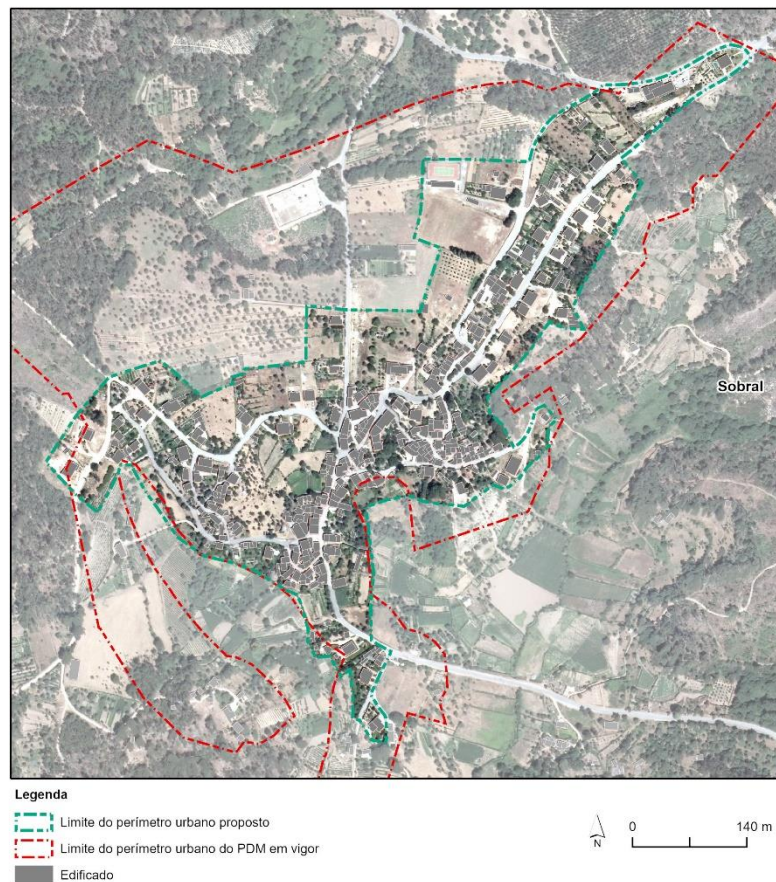 Sobral
Legenda
Limite do perímetro urbano proposto
Limite do perímetro urbano do PDM em vigor
Edificado
N
0 140 m